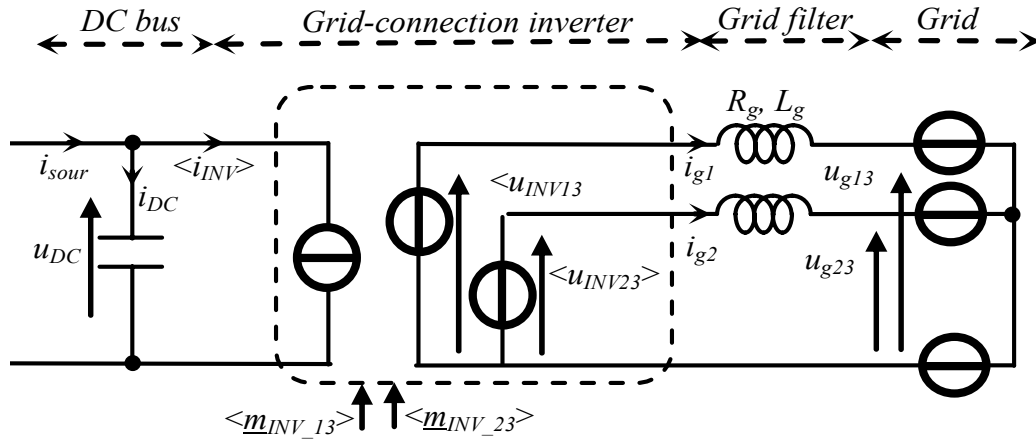 DC bus Grid-connection inverter Grid filter Grid
R_g, L_g
i_sour <i_INV> <u_INV13 i_g1 u_g13
i_DC
u_DC <u_INV23> i_g2 u_g23
<m_INV_13> <m_INV_23>